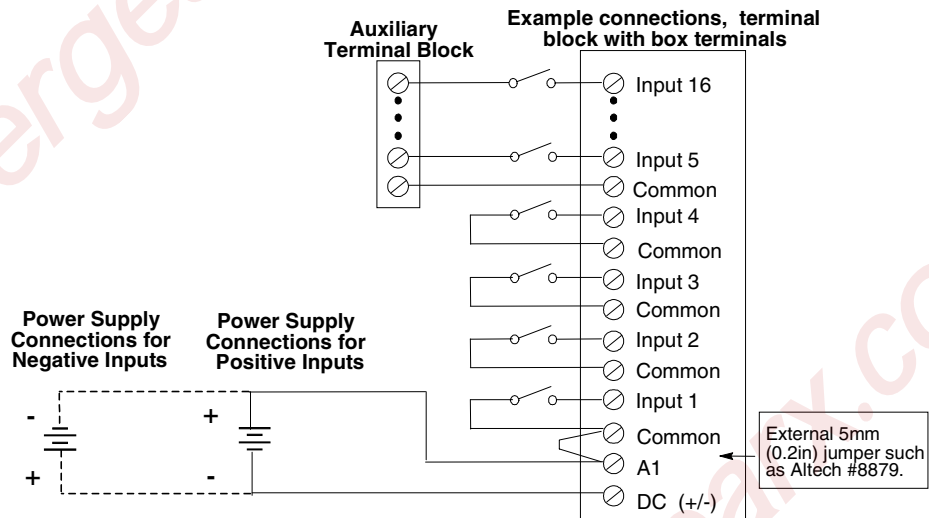 Auxiliary
Terminal Block
Example connections, terminal
block with box terminals
Input 16
Input 5
Common
Input 4
Common
Input 3
Common
Input 2
Common
Input 1
Common
A1
DC (+/-)
External 5mm
(0.2in) jumper such
as Altech #8879.
Power Supply
Connections for
Negative Inputs
-
+
Power Supply
Connections for
Positive Inputs
+
-